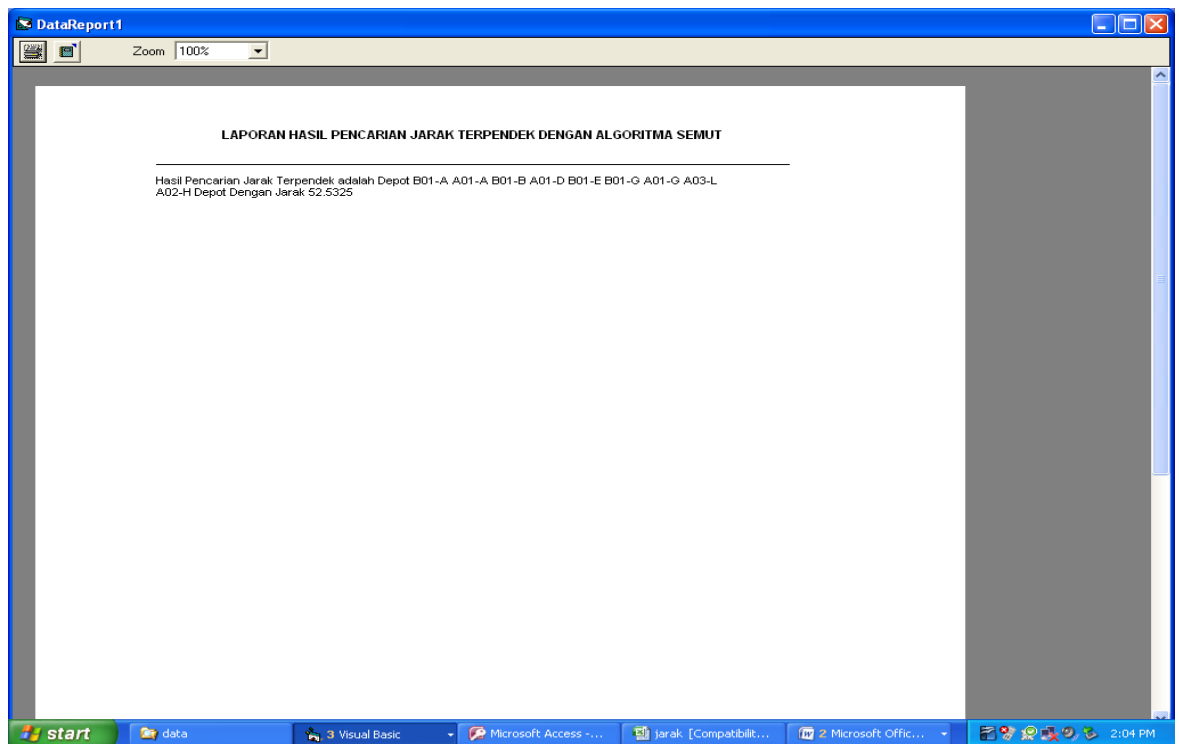 DataReport1
Zoom 100%
LAPORAN HASIL PENCARIAN JARAK TERPENDEK DENGAN ALGORITMA SEMUT
Hasil Pencarian Jarak Terpendek adalah Depot B01-A A01-A B01-B A01-D B01-E B01-G A01-G A03-L
A02-H Depot Dengan Jarak 52.5325
start data 3 Visual Basic Microsoft Access -... jarak [Compatibilit... 2 Microsoft Offic... 2:04 PM